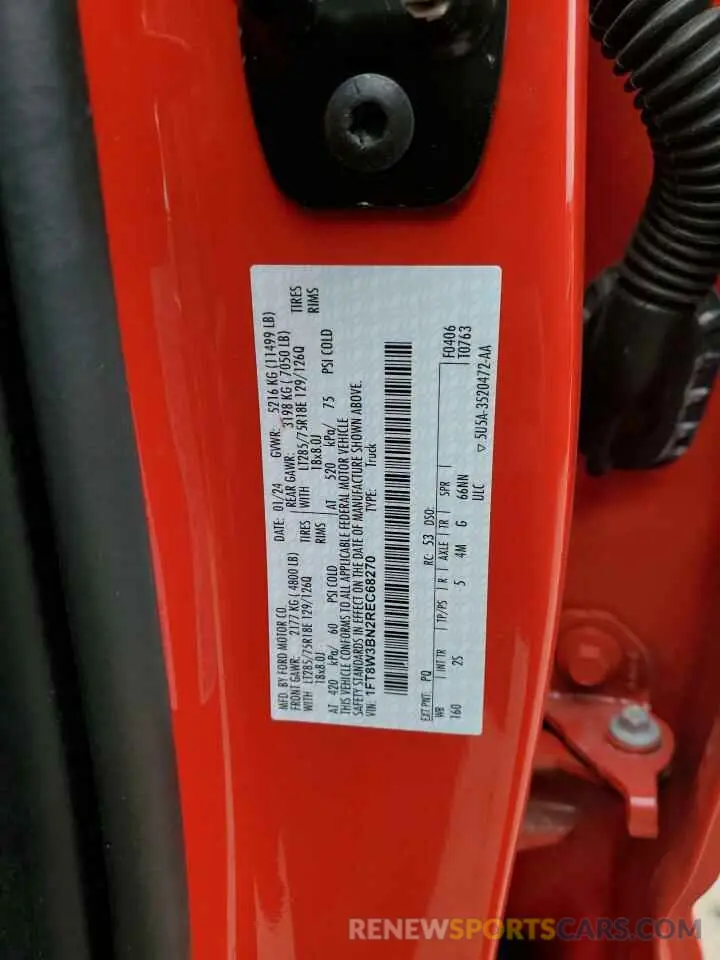 MFD. BY FORD MOTOR CO. DATE: 01/24 GVWR: 5216 KG (11499 LB)
FRONT GAWR: 2177 KG ( 4800 LB) REAR GAWR: 3198 KG ( 7050 LB)
WITH LT285/75R18E 129/126Q TIRES WITH LT285/75R18E 129/126Q TIRES
18x8.0J RIMS 18x8.0J RIMS
AT 420 kPa/ 60 PSI COLD AT 520 kPa/ 75 PSI COLD
THIS VEHICLE CONFORMS TO ALL APPLICABLE FEDERAL MOTOR VEHICLE
SAFETY STANDARDS IN EFFECT ON THE DATE OF MANUFACTURE SHOWN ABOVE.
VIN: 1FT8W3BN2REC68270 TYPE: Truck
EXT PNT: PQ RC: 53 DSO: F0406
WB INT TR TP/PS R AXLE TR SPR T0763
160 25 5 4M G 66NN
ULC ▽ 5U5A-3520472-AA
RENEWSPORTSCARS.COM